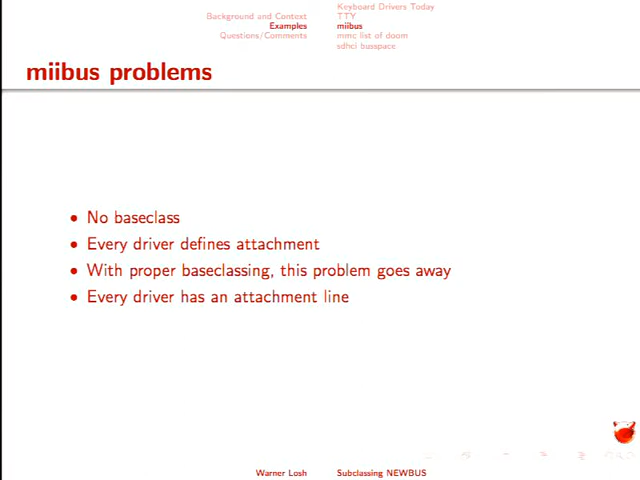 Background and Context
Examples
Questions/Comments
Keyboard Drivers Today
TTY
miibus
mmc list of doom
sdhci busspace
miibus problems
• No baseclass
• Every driver defines attachment
• With proper baseclassing, this problem goes away
• Every driver has an attachment line
Warner Losh Subclassing NEWBUS